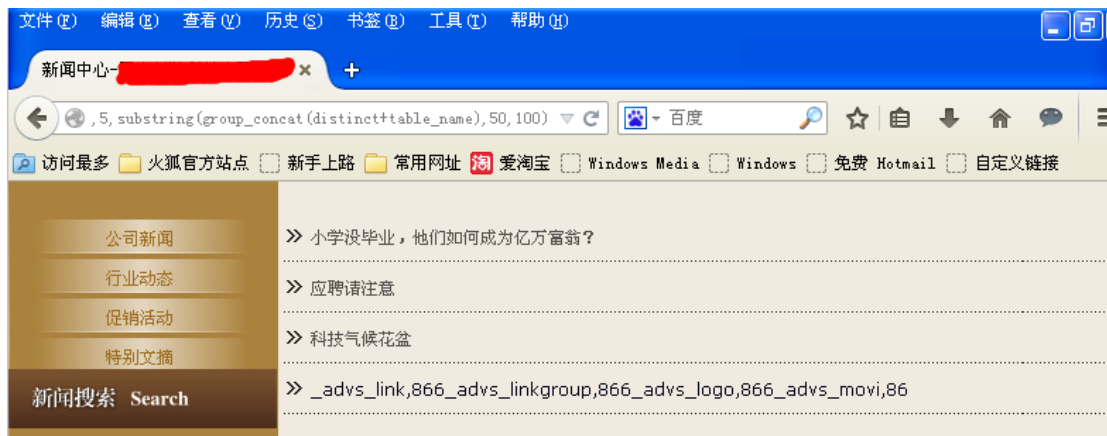 文件(F) 编辑(E) 查看(V) 历史(S) 书签(B) 工具(T) 帮助(H)
新闻中心-
,5,substring(group_concat(distinct+table_name),50,100) 百度
访问最多 火狐官方站点 新手上路 常用网址 淘 爱淘宝 Windows Media Windows 免费 Hotmail 自定义链接
公司新闻
行业动态
促销活动
特别文摘
新闻搜索 Search
» 小学没毕业，他们如何成为亿万富翁？
» 应聘请注意
» 科技气候花盆
» _advs_link,866_advs_linkgroup,866_advs_logo,866_advs_movi,86